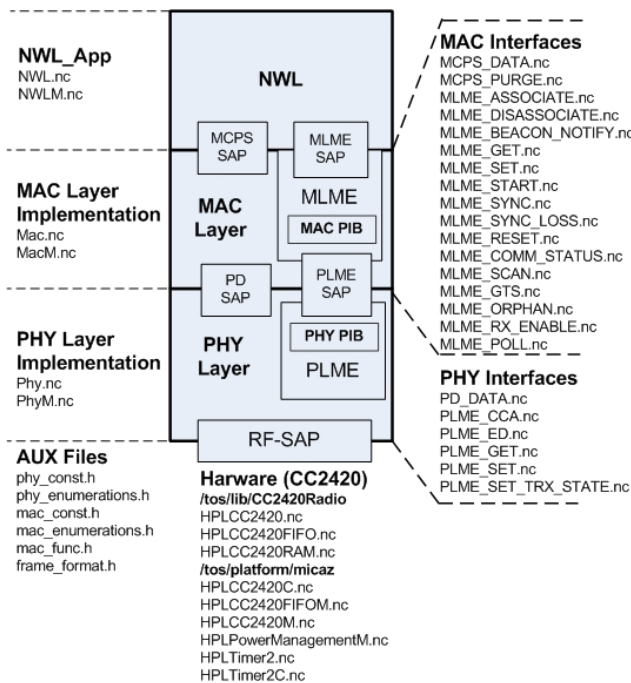 NWL_App
NWL.nc
NWLM.nc
MAC Layer
Implementation
Mac.nc
MacM.nc
PHY Layer
Implementation
Phy.nc
PhyM.nc
AUX Files
phy_const.h
phy_enumerations.h
mac_const.h
mac_enumerations.h
mac_func.h
frame_format.h
NWL
MCPS
SAP
MLME
SAP
MAC
Layer
MLME
MAC PIB
PD
SAP
PLME
SAP
PHY
Layer
PHY PIB
PLME
RF-SAP
Harware (CC2420)
/tos/lib/CC2420Radio
HPLCC2420.nc
HPLCC2420FIFO.nc
HPLCC2420RAM.nc
/tos/platform/micaz
HPLCC2420C.nc
HPLCC2420FIFOM.nc
HPLCC2420M.nc
HPLPowerManagementM.nc
HPLTimer2.nc
HPLTimer2C.nc
MAC Interfaces
MCPS_DATA.nc
MCPS_PURGE.nc
MLME_ASSOCIATE.nc
MLME_DISASSOCIATE.nc
MLME_BEACON_NOTIFY.nc
MLME_GET.nc
MLME_SET.nc
MLME_START.nc
MLME_SYNC.nc
MLME_SYNC_LOSS.nc
MLME_RESET.nc
MLME_COMM_STATUS.nc
MLME_SCAN.nc
MLME_GTS.nc
MLME_ORPHAN.nc
MLME_RX_ENABLE.nc
MLME_POLL.nc
PHY Interfaces
PD_DATA.nc
PLME_CCA.nc
PLME_ED.nc
PLME_GET.nc
PLME_SET.nc
PLME_SET_TRX_STATE.nc